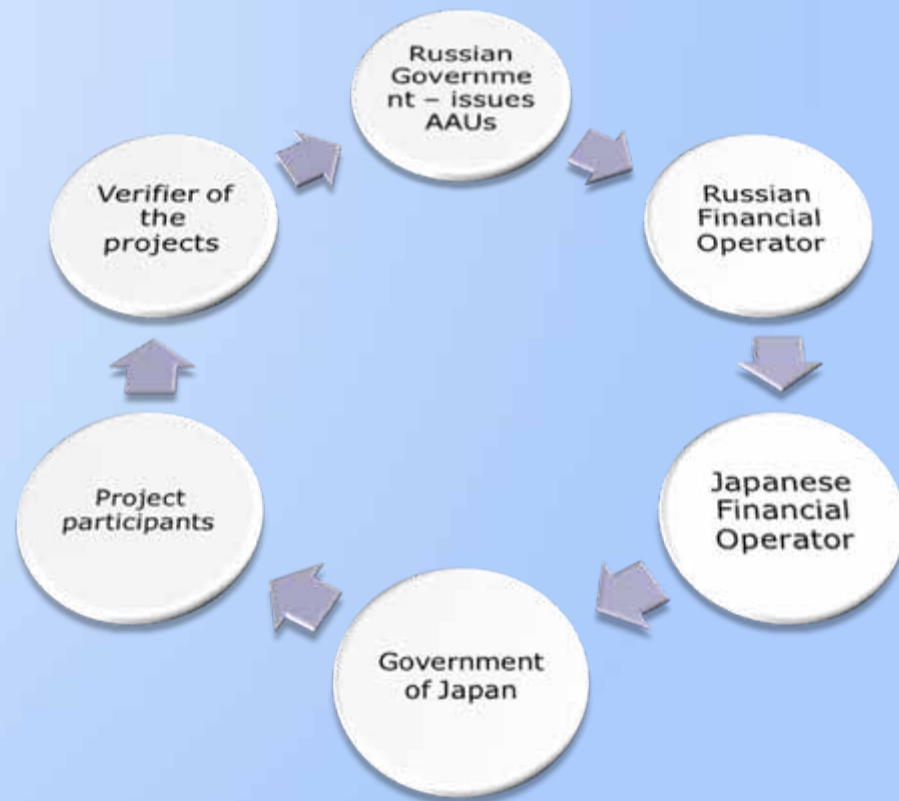 Russian
Governme
nt – issues
AAUs
Russian
Financial
Operator
Japanese
Financial
Operator
Government
of Japan
Project
participants
Verifier of
the
projects